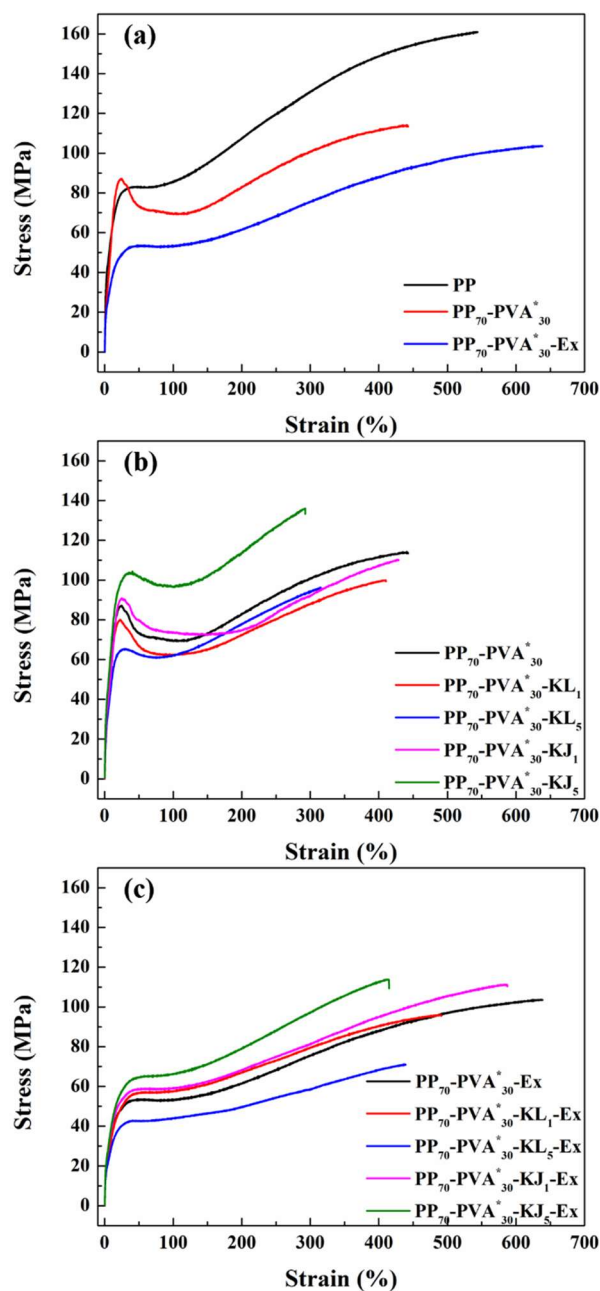 (a)
160
140
120
100
80
60
40
20
0
Stress (MPa)
PP
PP₇₀-PVA*₃₀
PP₇₀-PVA*₃₀-Ex
0 100 200 300 400 500 600 700
Strain (%)
(b)
160
140
120
100
80
60
40
20
0
Stress (MPa)
PP₇₀-PVA*₃₀
PP₇₀-PVA*₃₀-KL₁
PP₇₀-PVA*₃₀-KL₅
PP₇₀-PVA*₃₀-KJ₁
PP₇₀-PVA*₃₀-KJ₅
0 100 200 300 400 500 600 700
Strain (%)
(c)
160
140
120
100
80
60
40
20
0
Stress (MPa)
PP₇₀-PVA*₃₀-Ex
PP₇₀-PVA*₃₀-KL₁-Ex
PP₇₀-PVA*₃₀-KL₅-Ex
PP₇₀-PVA*₃₀-KJ₁-Ex
PP₇₀-PVA*₃₀-KJ₅-Ex
0 100 200 300 400 500 600 700
Strain (%)